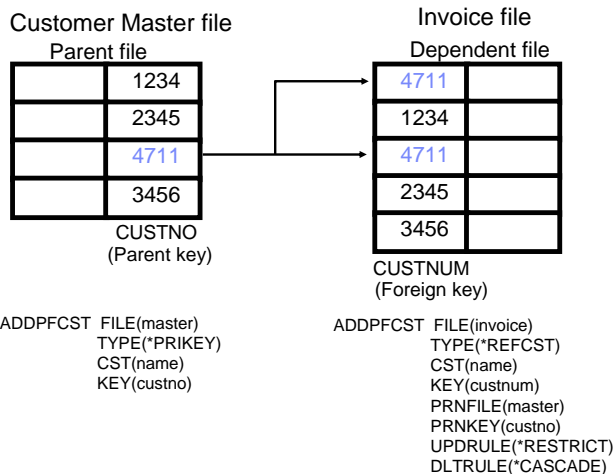 Customer Master file
Parent file
1234
2345
4711
3456
CUSTNO
(Parent key)
ADDPFCST FILE(master)
TYPE(*PRIKEY)
CST(name)
KEY(custno)
Invoice file
Dependent file
4711
1234
4711
2345
3456
CUSTNUM
(Foreign key)
ADDPFCST FILE(invoice)
TYPE(*REFCST)
CST(name)
KEY(custnum)
PRNFILE(master)
PRNKEY(custno)
UPDRULE(*RESTRICT)
DLTRULE(*CASCADE)